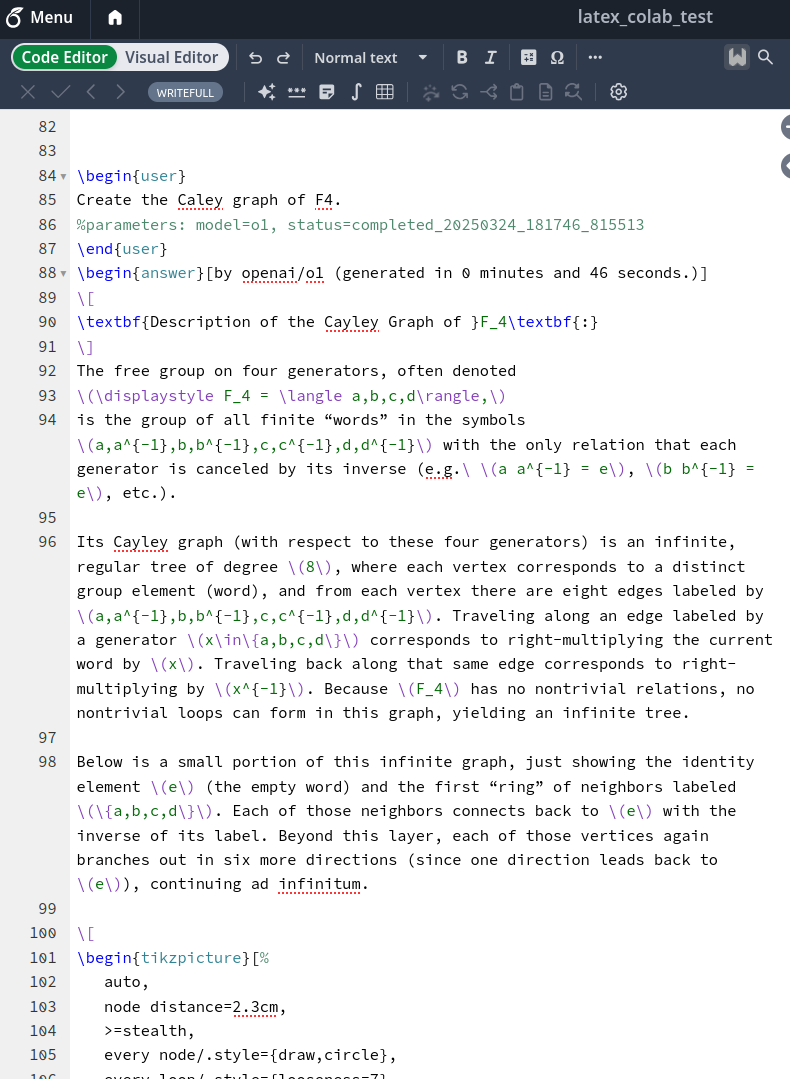 Menu
latex_colab_test
Code Editor Visual Editor Normal text B I Ω ...
WRITEFULL
82
83
84 \begin{user}
85 Create the Caley graph of F4.
86 %parameters: model=o1, status=completed_20250324_181746_815513
87 \end{user}
88 \begin{answer}[by openai/o1 (generated in 0 minutes and 46 seconds.)]
89 \[
90 \textbf{Description of the Cayley Graph of }F_4\textbf{:}
91 \]
92 The free group on four generators, often denoted
93 \(\displaystyle F_4 = \langle a,b,c,d\rangle,\)
94 is the group of all finite “words” in the symbols
\(a,a^{-1},b,b^{-1},c,c^{-1},d,d^{-1}\) with the only relation that each
generator is canceled by its inverse (e.g.\ \(a a^{-1} = e\), \(b b^{-1} =
e\), etc.).
95
96 Its Cayley graph (with respect to these four generators) is an infinite,
regular tree of degree \(8\), where each vertex corresponds to a distinct
group element (word), and from each vertex there are eight edges labeled by
\(a,a^{-1},b,b^{-1},c,c^{-1},d,d^{-1}\). Traveling along an edge labeled by
a generator \(x\in\{a,b,c,d\}\) corresponds to right-multiplying the current
word by \(x\). Traveling back along that same edge corresponds to right-
multiplying by \(x^{-1}\). Because \(F_4\) has no nontrivial relations, no
nontrivial loops can form in this graph, yielding an infinite tree.
97
98 Below is a small portion of this infinite graph, just showing the identity
element \(e\) (the empty word) and the first “ring” of neighbors labeled
\(\{a,b,c,d\}\). Each of those neighbors connects back to \(e\) with the
inverse of its label. Beyond this layer, each of those vertices again
branches out in six more directions (since one direction leads back to
\(e\)), continuing ad infinitum.
99
100 \[
101 \begin{tikzpicture}[%
102 auto,
103 node distance=2.3cm,
104 >=stealth,
105 every node/.style={draw,circle},
106 every loop/.style={looseness=7}